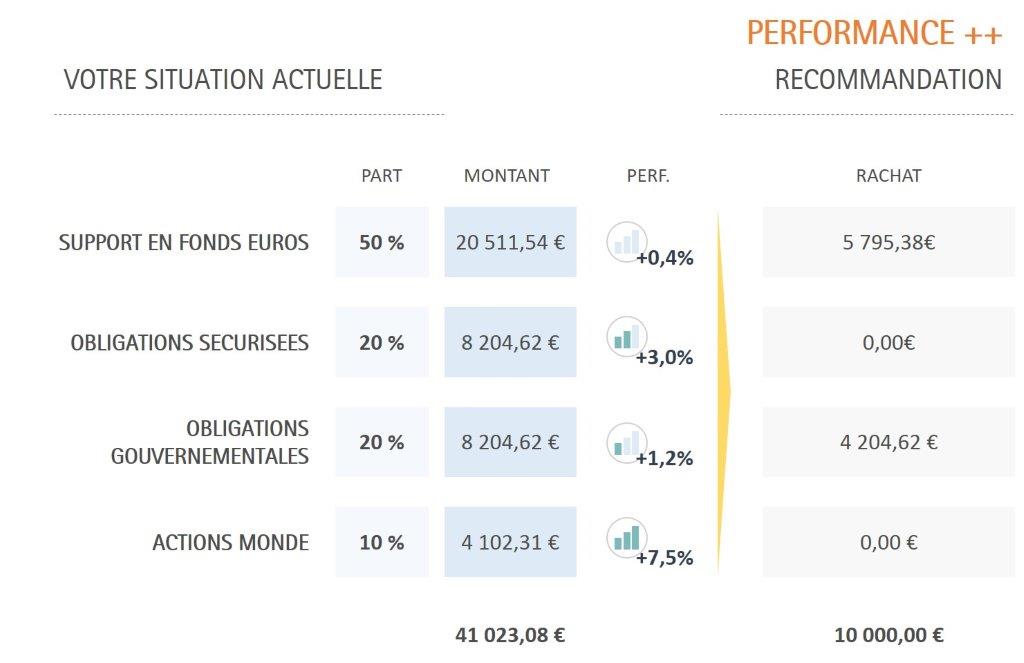 PERFORMANCE ++
VOTRE SITUATION ACTUELLE
RECOMMANDATION
PART MONTANT PERF. RACHAT
SUPPORT EN FONDS EUROS 50 % 20 511,54 € +0,4% 5 795,38€
OBLIGATIONS SECURISEES 20 % 8 204,62 € +3,0% 0,00€
OBLIGATIONS
GOUVERNEMENTALES 20 % 8 204,62 € +1,2% 4 204,62 €
ACTIONS MONDE 10 % 4 102,31 € +7,5% 0,00 €
41 023,08 € 10 000,00 €